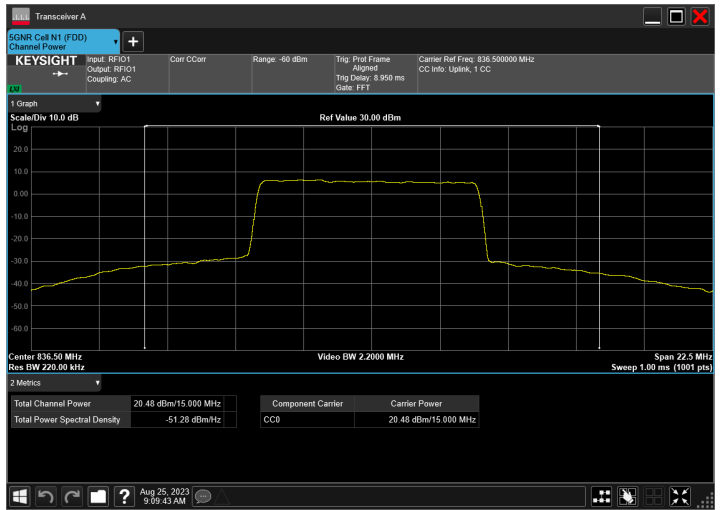 Transceiver A
5GNR Cell N1 (FDD)
Channel Power
KEYSIGHT
LXI
Input: RFIO1
Output: RFIO1
Coupling: AC
Corr CCorr
Range: -60 dBm
Trig: Prot Frame
Aligned
Trig Delay: 8.950 ms
Gate: FFT
Carrier Ref Freq: 836.500000 MHz
CC Info: Uplink, 1 CC
1 Graph
Scale/Div 10.0 dB
Ref Value 30.00 dBm
Log
20.0
10.0
0.00
-10.0
-20.0
-30.0
-40.0
-50.0
-60.0
Center 836.50 MHz
Video BW 2.2000 MHz
Span 22.5 MHz
Res BW 220.00 kHz
Sweep 1.00 ms (1001 pts)
2 Metrics
Total Channel Power 20.48 dBm/15.000 MHz
Total Power Spectral Density -51.28 dBm/Hz
Component Carrier Carrier Power
CC0 20.48 dBm/15.000 MHz
Aug 25, 2023
9:09:43 AM